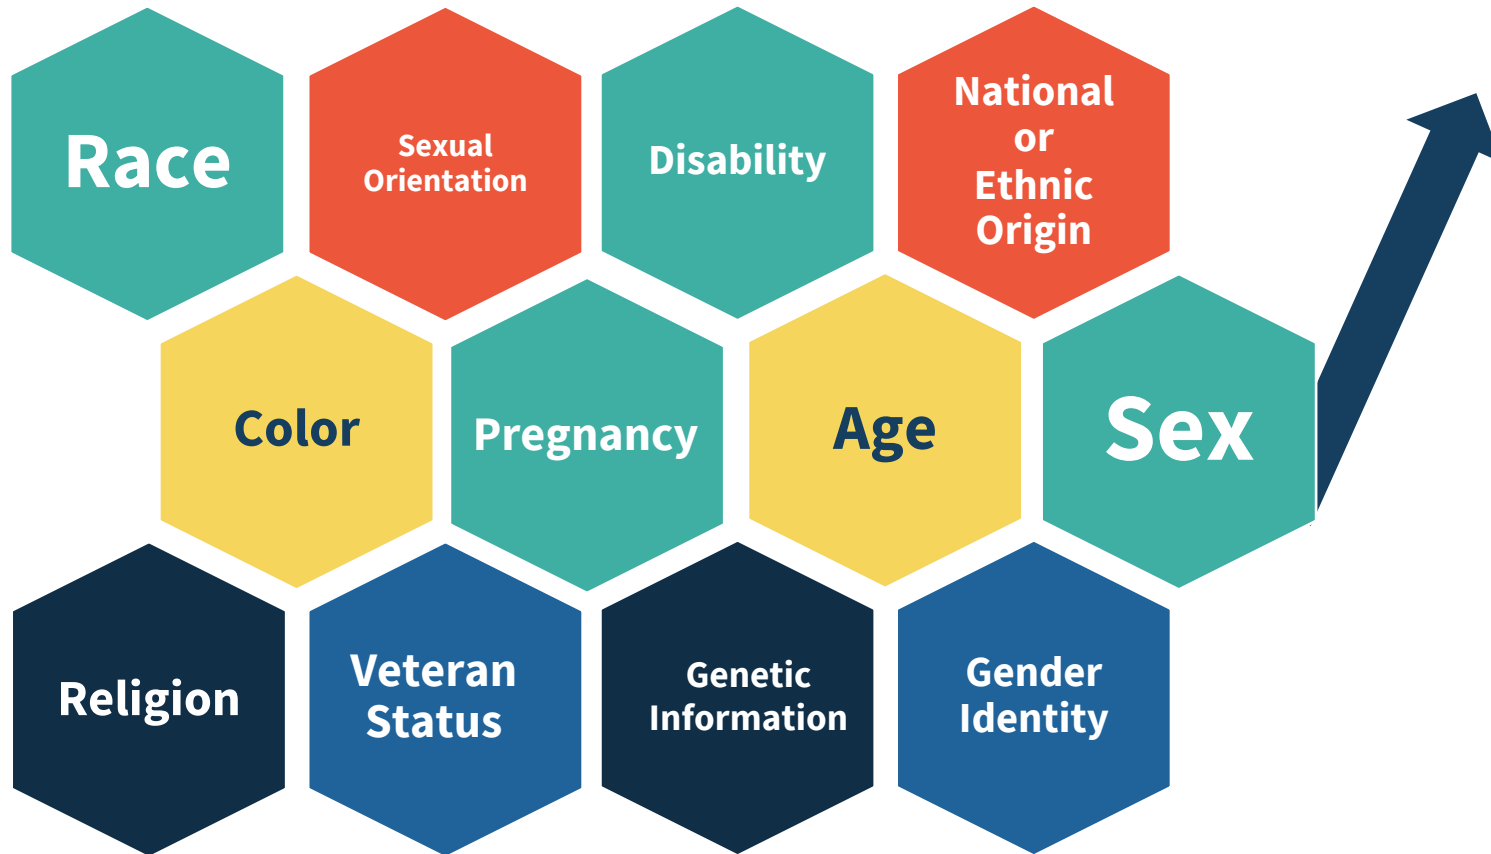 Race
Sexual
Orientation
Disability
National
or
Ethnic
Origin
Color
Pregnancy
Age
Sex
Religion
Veteran
Status
Genetic
Information
Gender
Identity